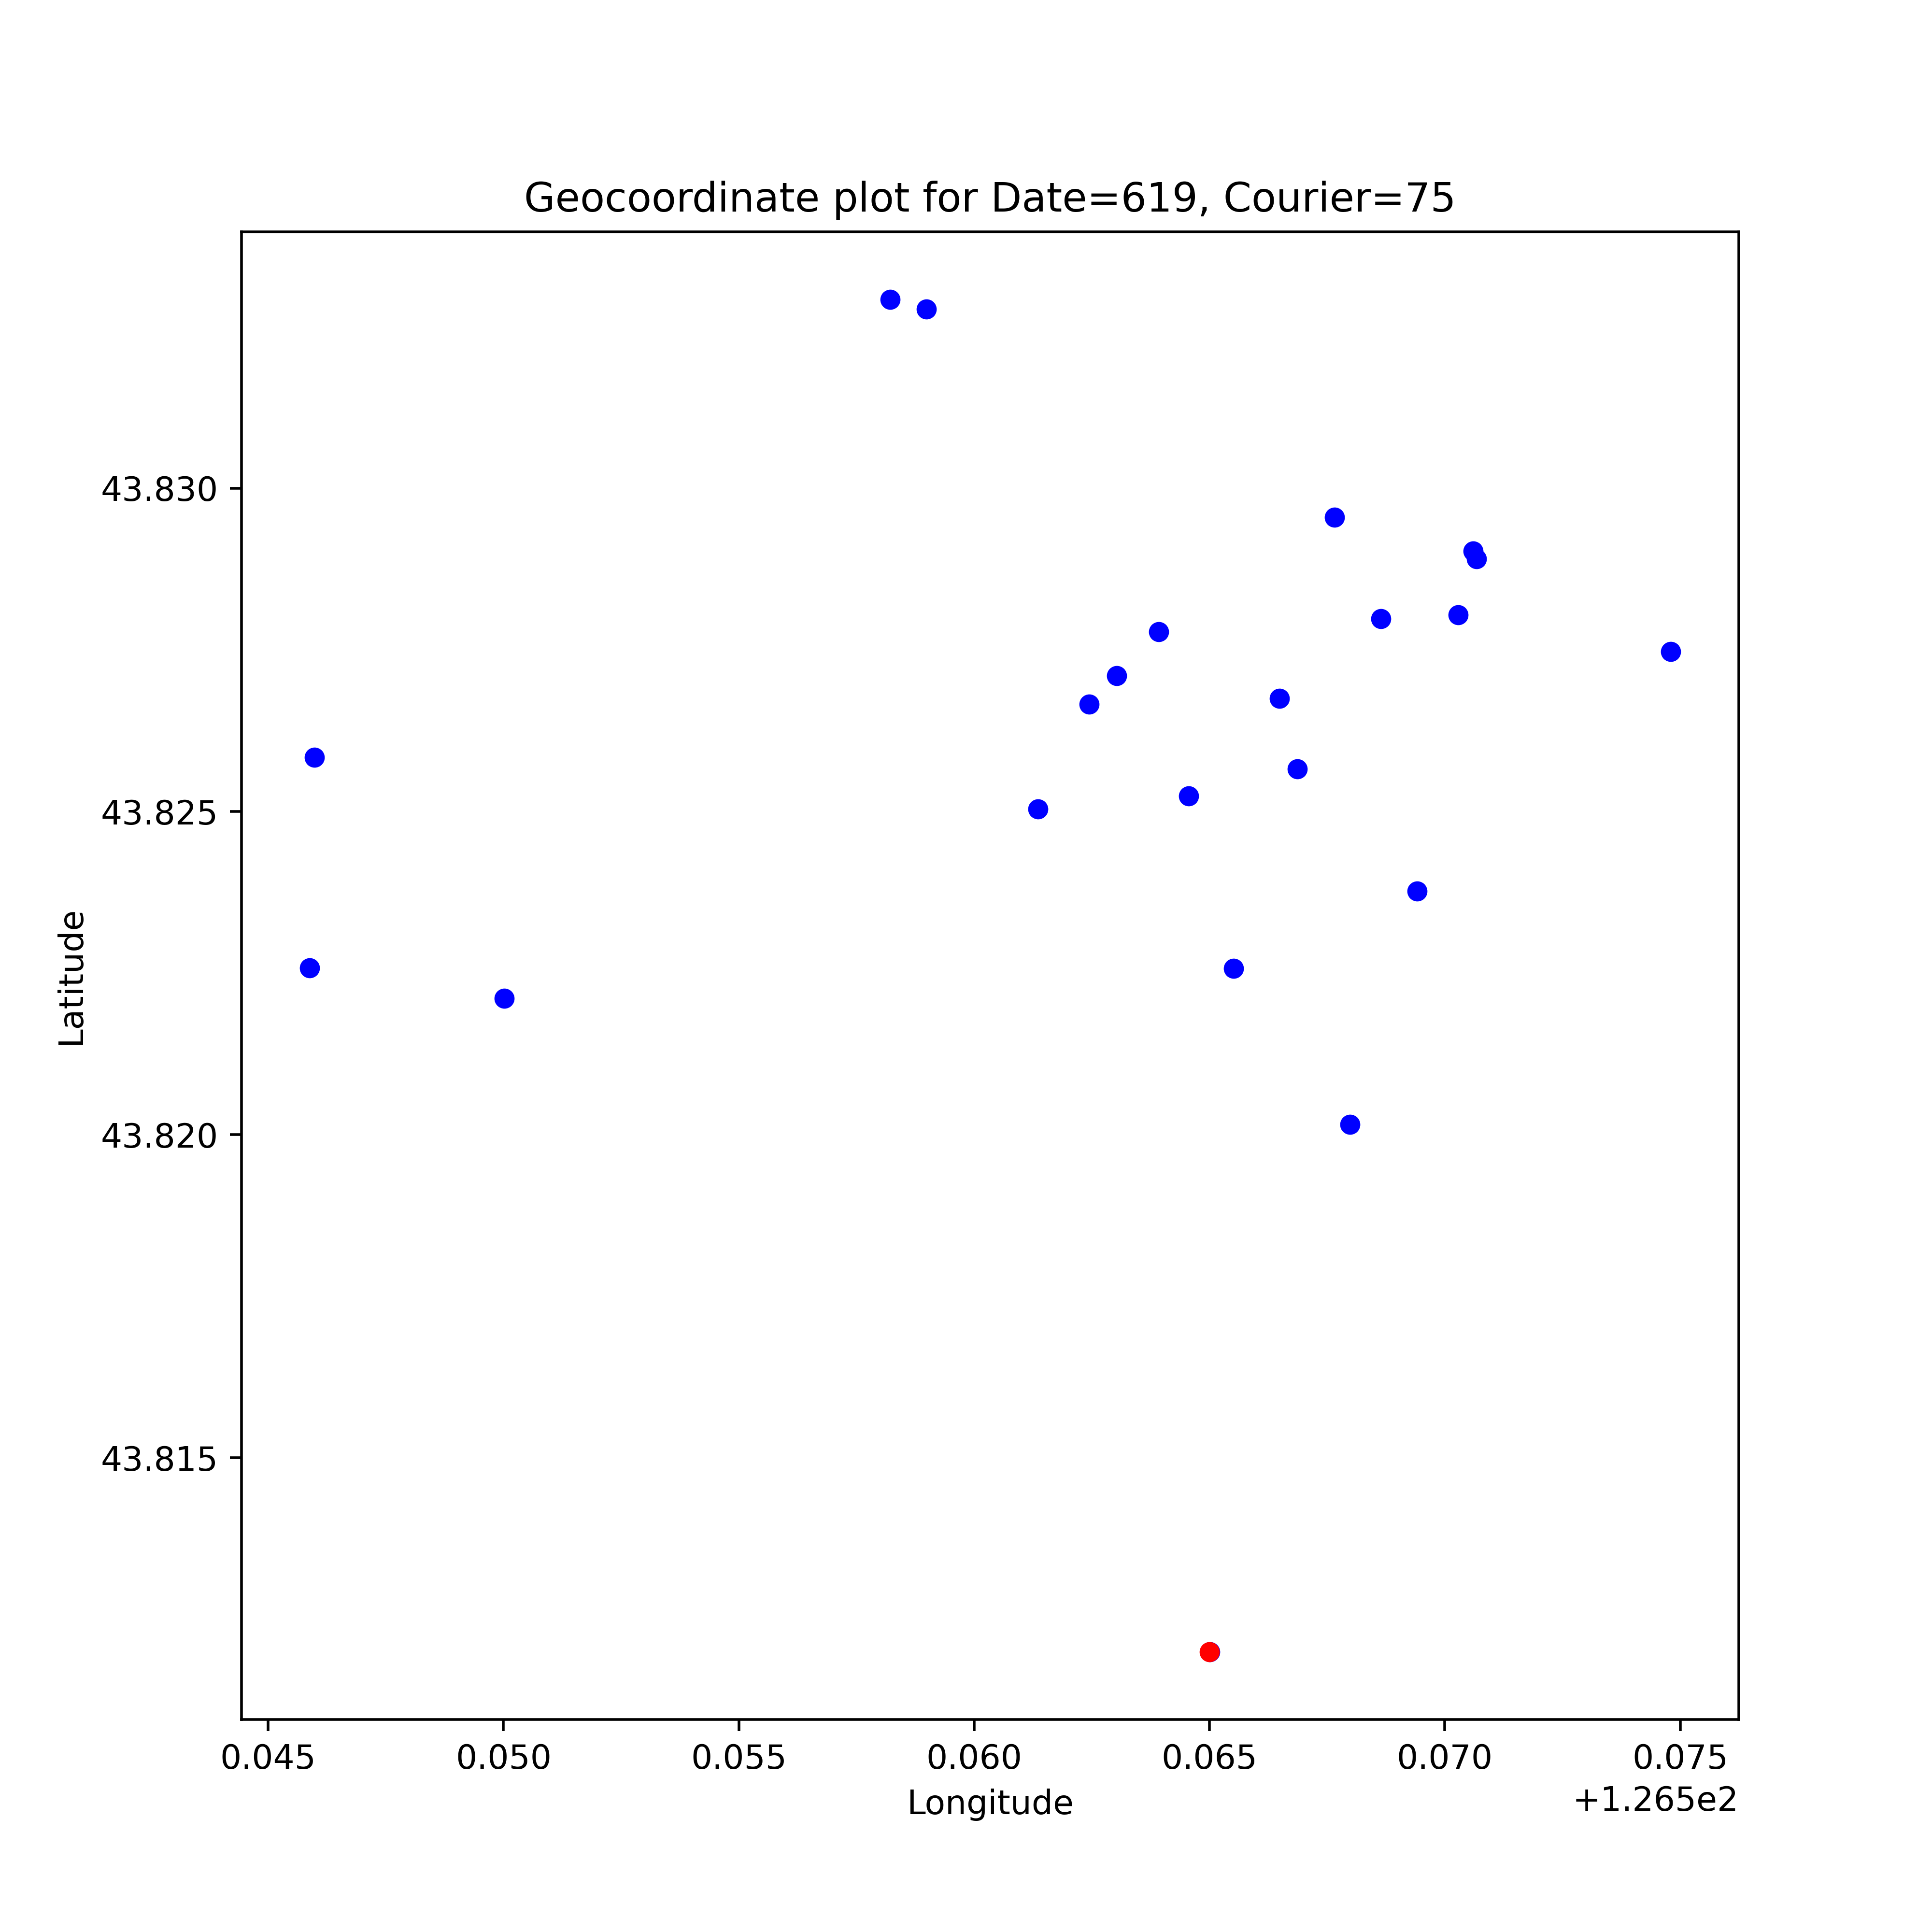 Geocoordinate plot for Date=619, Courier=75
43.830
43.825
43.820
43.815
Latitude
0.045 0.050 0.055 0.060 0.065 0.070 0.075
+1.265e2
Longitude